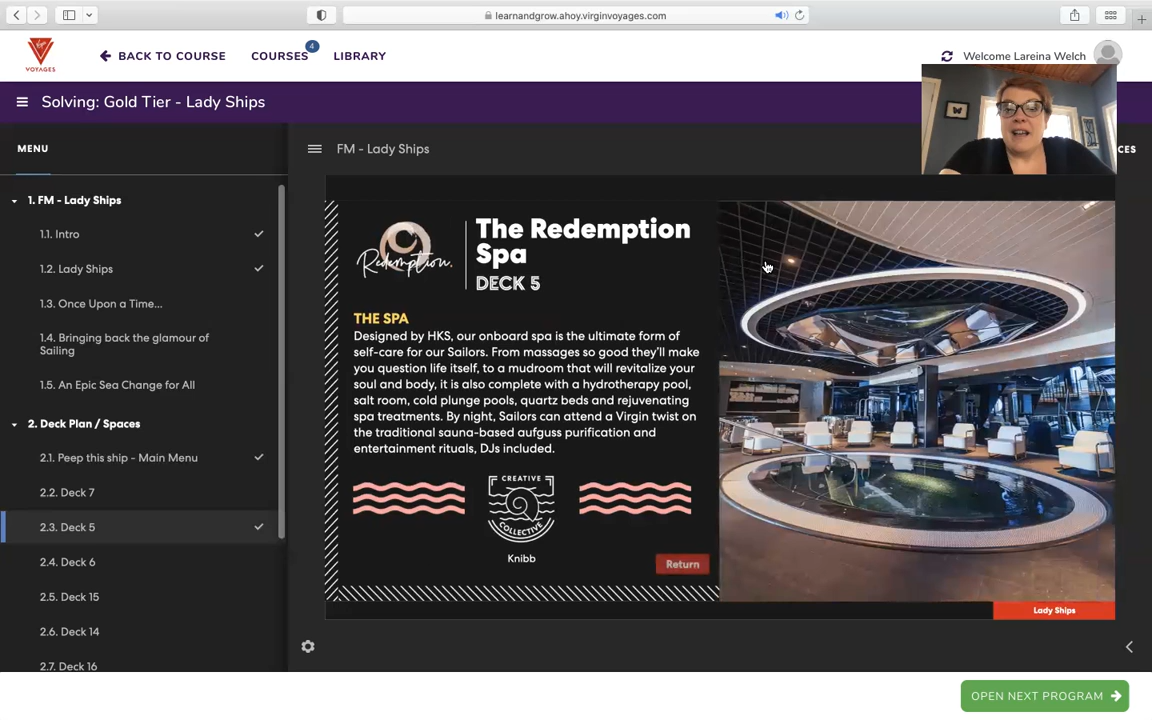 learnandgrow.ahoy.virginvoyages.com
VOYAGES
BACK TO COURSE
COURSES
4
LIBRARY
Welcome Lareina Welch
Solving: Gold Tier - Lady Ships
MENU
FM - Lady Ships
CES
1. FM - Lady Ships
1.1. Intro
1.2. Lady Ships
1.3. Once Upon a Time...
1.4. Bringing back the glamour of
Sailing
1.5. An Epic Sea Change for All
2. Deck Plan / Spaces
2.1. Peep this ship - Main Menu
2.2. Deck 7
2.3. Deck 5
2.4. Deck 6
2.5. Deck 15
2.6. Deck 14
2.7. Deck 16
Redemption.
The Redemption
Spa
DECK 5
THE SPA
Designed by HKS, our onboard spa is the ultimate form of
self-care for our Sailors. From massages so good they'll make
you question life itself, to a mudroom that will revitalize your
soul and body, it is also complete with a hydrotherapy pool,
salt room, cold plunge pools, quartz beds and rejuvenating
spa treatments. By night, Sailors can attend a Virgin twist on
the traditional sauna-based aufguss purification and
entertainment rituals, DJs included.
CREATIVE
COLLECTIVE
Knibb
Return
Lady Ships
OPEN NEXT PROGRAM